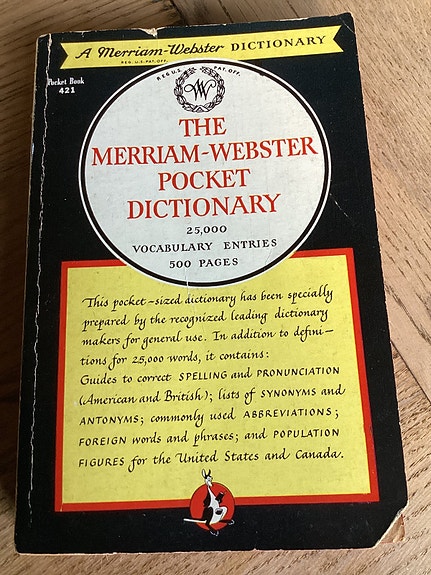 A Merriam-Webster DICTIONARY
REG. U.S. PAT. OFF.
Pocket Book
421
REG. U.S. PAT. OFF.
W
THE
MERRIAM-WEBSTER
POCKET
DICTIONARY
25,000
VOCABULARY ENTRIES
500 PAGES
This pocket-sized dictionary has been specially
prepared by the recognized leading dictionary
makers for general use. In addition to defini-
tions for 25,000 words, it contains:
Guides to correct SPELLING and PRONUNCIATION
(American and British); lists of SYNONYMS and
ANTONYMS; commonly used ABBREVIATIONS;
FOREIGN words and phrases; and POPULATION
FIGURES for the United States and Canada.